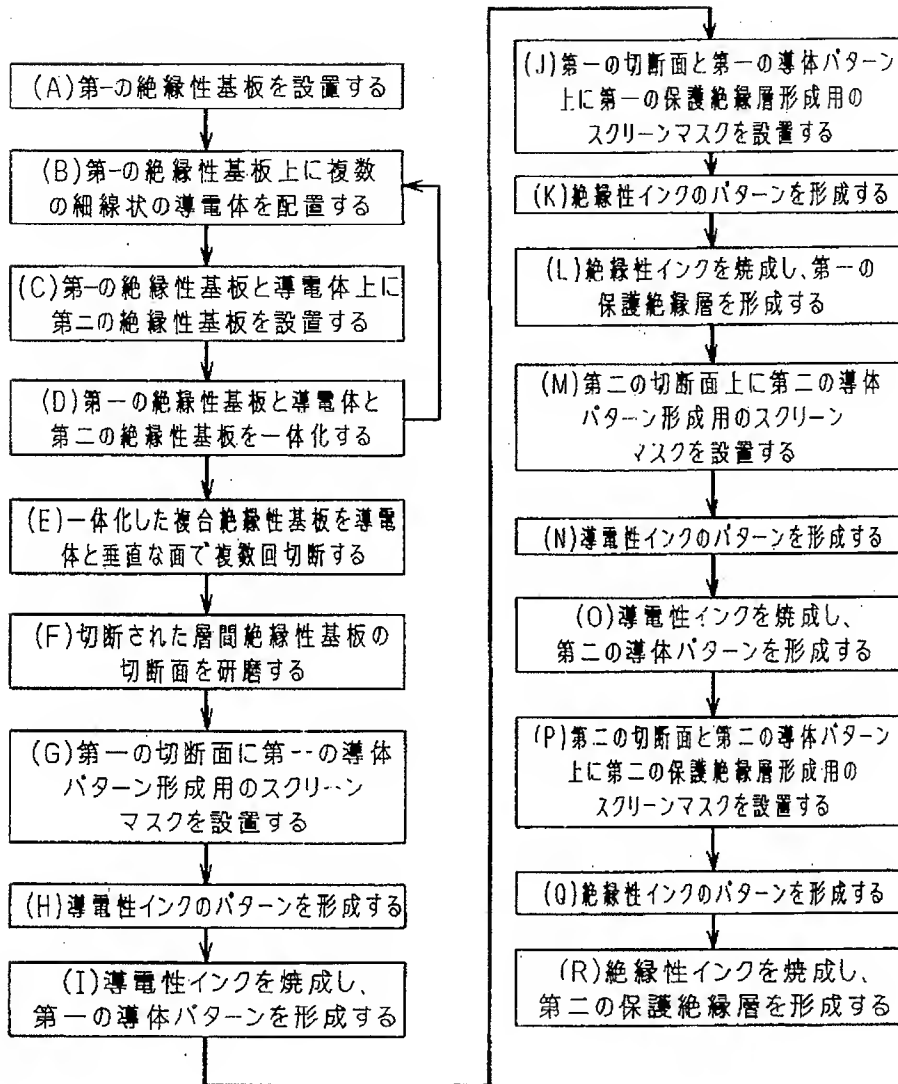 (A)第一の絶縁性基板を設置する
(B)第一の絶縁性基板上に複数
の細線状の導電体を配置する
(C)第一の絶縁性基板と導電体上に
第二の絶縁性基板を設置する
(D)第一の絶縁性基板と導電体と
第二の絶縁性基板を一体化する
(E)一体化した複合絶縁性基板を導電
体と垂直な面で複数回切断する
(F)切断された層間絶縁性基板の
切断面を研磨する
(G)第一の切断面に第一の導体
パターン形成用のスクリーン
マスクを設置する
(H)導電性インクのパターンを形成する
(I)導電性インクを焼成し、
第一の導体パターンを形成する
(J)第一の切断面と第一の導体パターン
上に第一の保護絶縁層形成用の
スクリーンマスクを設置する
(K)絶縁性インクのパターンを形成する
(L)絶縁性インクを焼成し、第一の
保護絶縁層を形成する
(M)第二の切断面上に第二の導体
パターン形成用のスクリーン
マスクを設置する
(N)導電性インクのパターンを形成する
(O)導電性インクを焼成し、
第二の導体パターンを形成する
(P)第二の切断面と第二の導体パターン
上に第二の保護絶縁層形成用の
スクリーンマスクを設置する
(Q)絶縁性インクのパターンを形成する
(R)絶縁性インクを焼成し、
第二の保護絶縁層を形成する